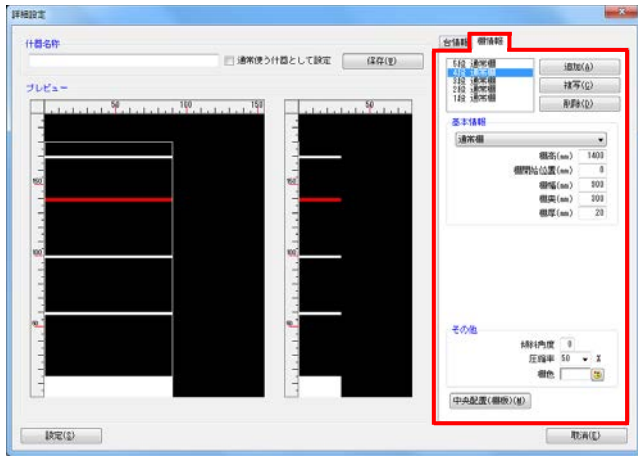 詳細設定
什器名称
通常使う什器として設定 保存(V)
プレビュー
50 100 150
50
150
100
50
台情報 棚情報
5段 通常棚
4段 通常棚
3段 通常棚
2段 通常棚
1段 通常棚
追加(A)
複写(C)
削除(D)
基本情報
通常棚
棚高(mm) 1400
棚開始位置(mm) 0
棚幅(mm) 900
棚奥(mm) 300
棚厚(mm) 20
その他
傾斜角度 0
圧縮率 50 %
棚色
中央配置(棚板)(M)
設定(S)
取消(E)